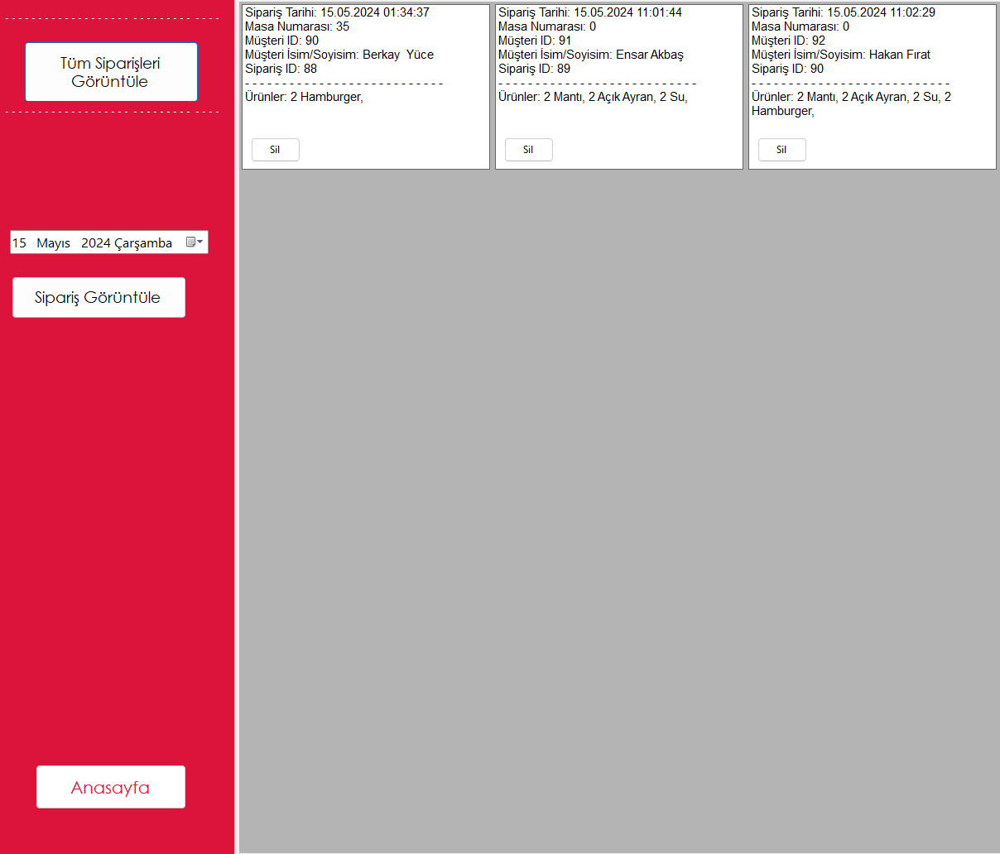 - - - - - - - - - - - - - - - - - - - - - - - - - - - -
Tüm Siparişleri
Görüntüle
- - - - - - - - - - - - - - - - - - - - - - - - - - - -
15 Mayıs 2024 Çarşamba
Sipariş Görüntüle
Anasayfa
Sipariş Tarihi: 15.05.2024 01:34:37
Masa Numarası: 35
Müşteri ID: 90
Müşteri İsim/Soyisim: Berkay  Yüce
Sipariş ID: 88
- - - - - - - - - - - - - - - - - - - - - - - - - - -
Ürünler: 2 Hamburger,
Sil
Sipariş Tarihi: 15.05.2024 11:01:44
Masa Numarası: 0
Müşteri ID: 91
Müşteri İsim/Soyisim: Ensar Akbaş
Sipariş ID: 89
- - - - - - - - - - - - - - - - - - - - - - - - - - -
Ürünler: 2 Mantı, 2 Açık Ayran, 2 Su,
Sil
Sipariş Tarihi: 15.05.2024 11:02:29
Masa Numarası: 0
Müşteri ID: 92
Müşteri İsim/Soyisim: Hakan Fırat
Sipariş ID: 90
- - - - - - - - - - - - - - - - - - - - - - - - - - -
Ürünler: 2 Mantı, 2 Açık Ayran, 2 Su, 2
Hamburger,
Sil